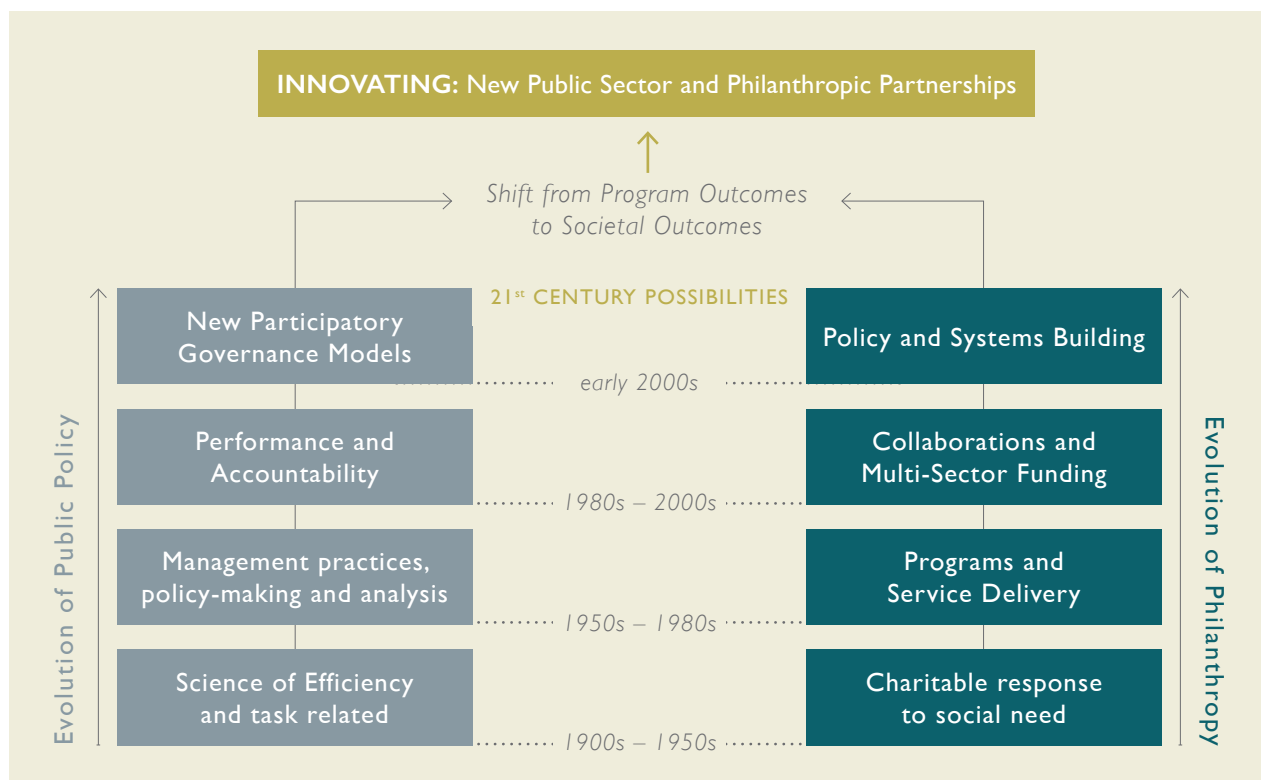 INNOVATING: New Public Sector and Philanthropic Partnerships
Shift from Program Outcomes
to Societal Outcomes
21st CENTURY POSSIBILITIES
New Participatory
Governance Models
Policy and Systems Building
early 2000s
Performance and
Accountability
Collaborations and
Multi-Sector Funding
1980s – 2000s
Management practices,
policy-making and analysis
Programs and
Service Delivery
1950s – 1980s
Science of Efficiency
and task related
Charitable response
to social need
1900s – 1950s
Evolution of Public Policy
Evolution of Philanthropy